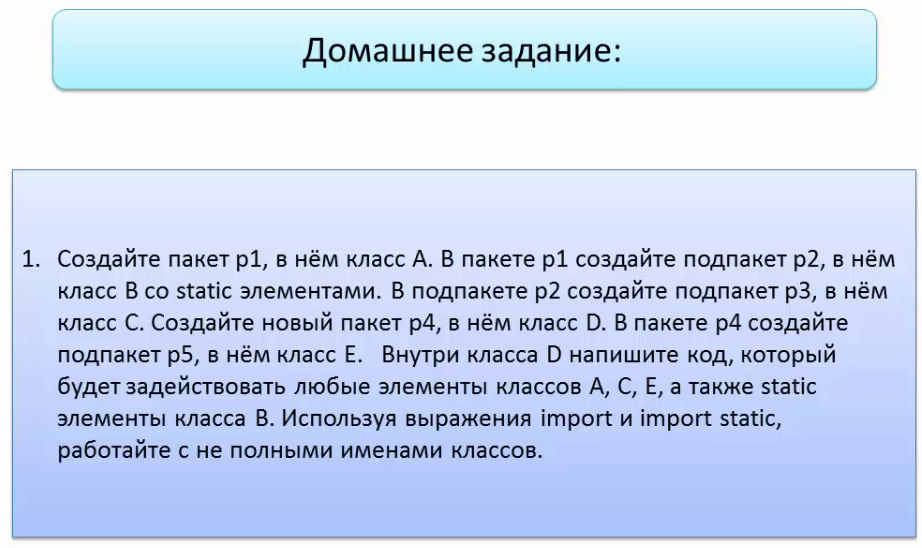 Домашнее задание:
1. Создайте пакет p1, в нём класс A. В пакете p1 создайте подпакет p2, в нём
класс B со static элементами. В подпакете p2 создайте подпакет p3, в нём
класс C. Создайте новый пакет p4, в нём класс D. В пакете p4 создайте
подпакет p5, в нём класс E. Внутри класса D напишите код, который
будет задействовать любые элементы классов A, C, E, а также static
элементы класса B. Используя выражения import и import static,
работайте с не полными именами классов.